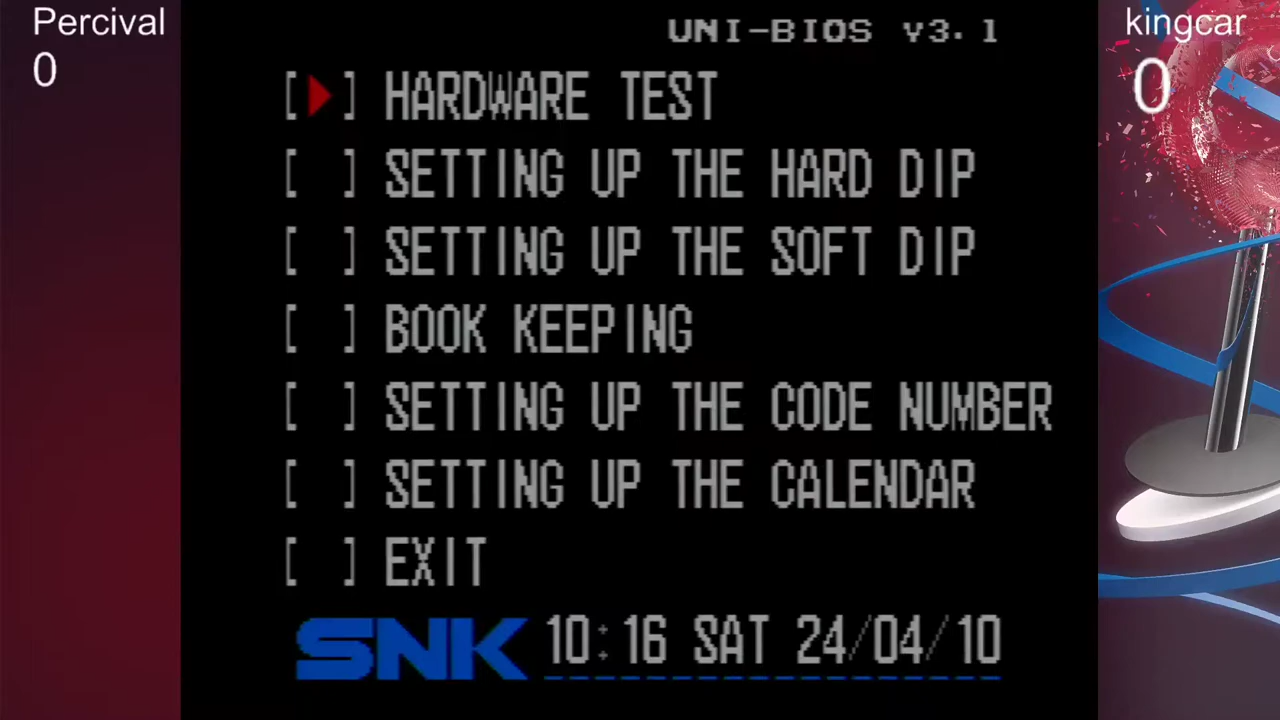 Percival
0
kingcar
0
UNI-BIOS v3.1
[▶] HARDWARE TEST
[ ] SETTING UP THE HARD DIP
[ ] SETTING UP THE SOFT DIP
[ ] BOOK KEEPING
[ ] SETTING UP THE CODE NUMBER
[ ] SETTING UP THE CALENDAR
[ ] EXIT
SNK 10:16 SAT 24/04/10